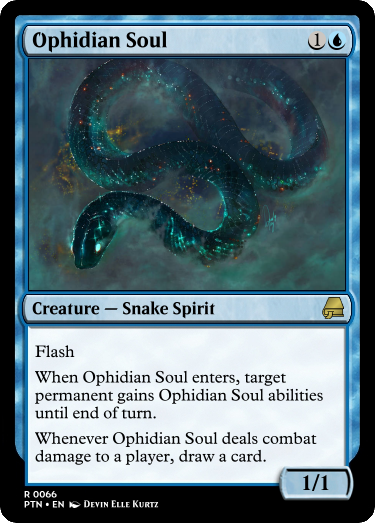 Ophidian Soul 1
Creature — Snake Spirit
Flash
When Ophidian Soul enters, target
permanent gains Ophidian Soul abilities
until end of turn.
Whenever Ophidian Soul deals combat
damage to a player, draw a card.
1/1
R 0066
PTN • EN Devin Elle Kurtz